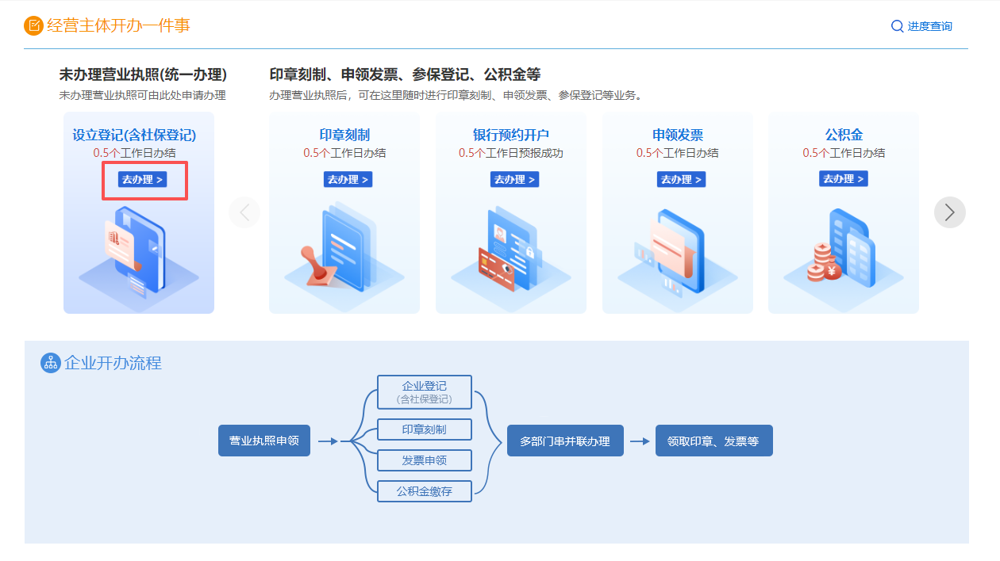 经营主体开办一件事
进度查询
未办理营业执照(统一办理)
未办理营业执照可由此处申请办理
印章刻制、申领发票、参保登记、公积金等
办理营业执照后，可在这里随时进行印章刻制、申领发票、参保登记等业务。
设立登记(含社保登记)
0.5个工作日办结
去办理 >
印章刻制
0.5个工作日办结
去办理 >
银行预约开户
0.5个工作日预报成功
去办理 >
申领发票
0.5个工作日办结
去办理 >
公积金
0.5个工作日办结
去办理 >
¥
企业开办流程
营业执照申领
企业登记
（含社保登记）
印章刻制
发票申领
公积金缴存
多部门串并联办理
领取印章、发票等